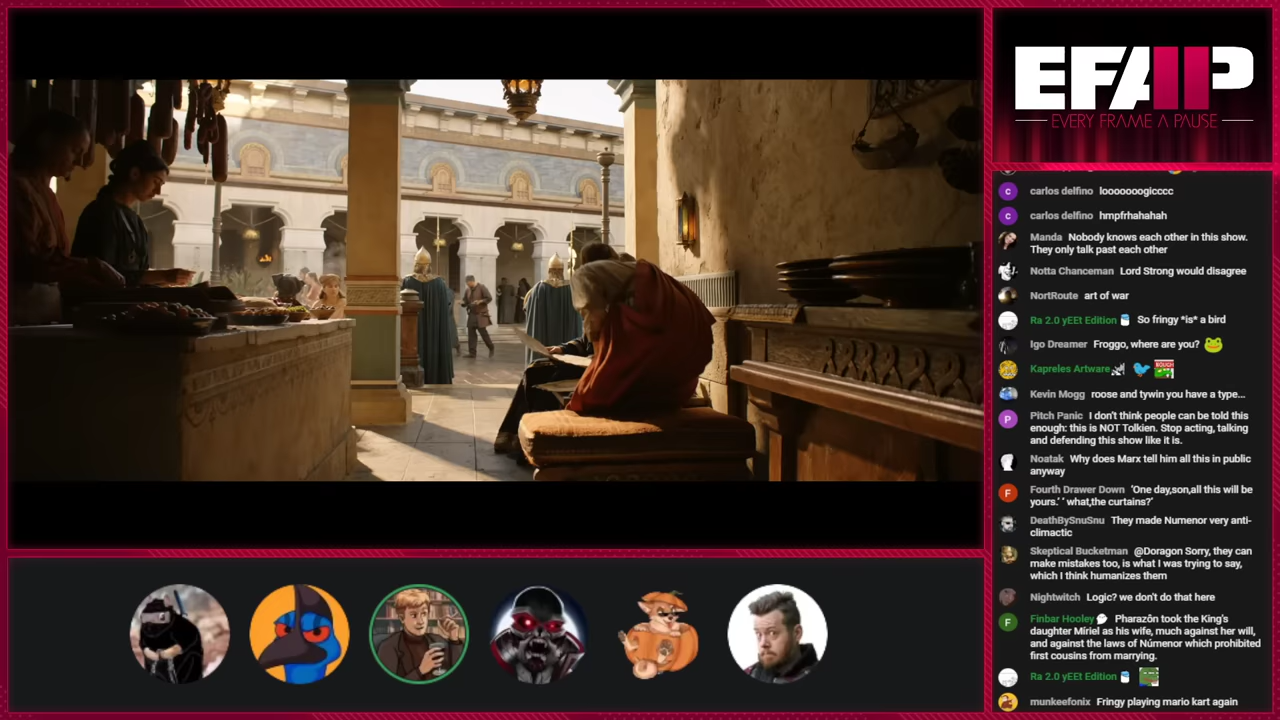 EFAP
EVERY FRAME A PAUSE
carlos delfino looooooogicccc
carlos delfino hmpfrhahahah
Manda Nobody knows each other in this show.
They only talk past each other
Notta Chanceman Lord Strong would disagree
NortRoute art of war
Ra 2.0 yEEt Edition So fringy *is* a bird
Igo Dreamer Froggo, where are you?
Kapreles Artware
Kevin Mogg roose and tywin you have a type...
Pitch Panic I don't think people can be told this
enough: this is NOT Tolkien. Stop acting, talking
and defending this show like it is.
Noatak Why does Marx tell him all this in public
anyway
Fourth Drawer Down 'One day,son,all this will be
yours.' ' what,the curtains?'
DeathBySnuSnu They made Numenor very anti-
climactic
Skeptical Bucketman @Doragon Sorry, they can
make mistakes too, is what I was trying to say,
which I think humanizes them
Nightwitch Logic? we don't do that here
Finbar Hooley Pharazôn took the King's
daughter Míriel as his wife, much against her will,
and against the laws of Númenor which prohibited
first cousins from marrying.
Ra 2.0 yEEt Edition
munkeefonix Fringy playing mario kart again